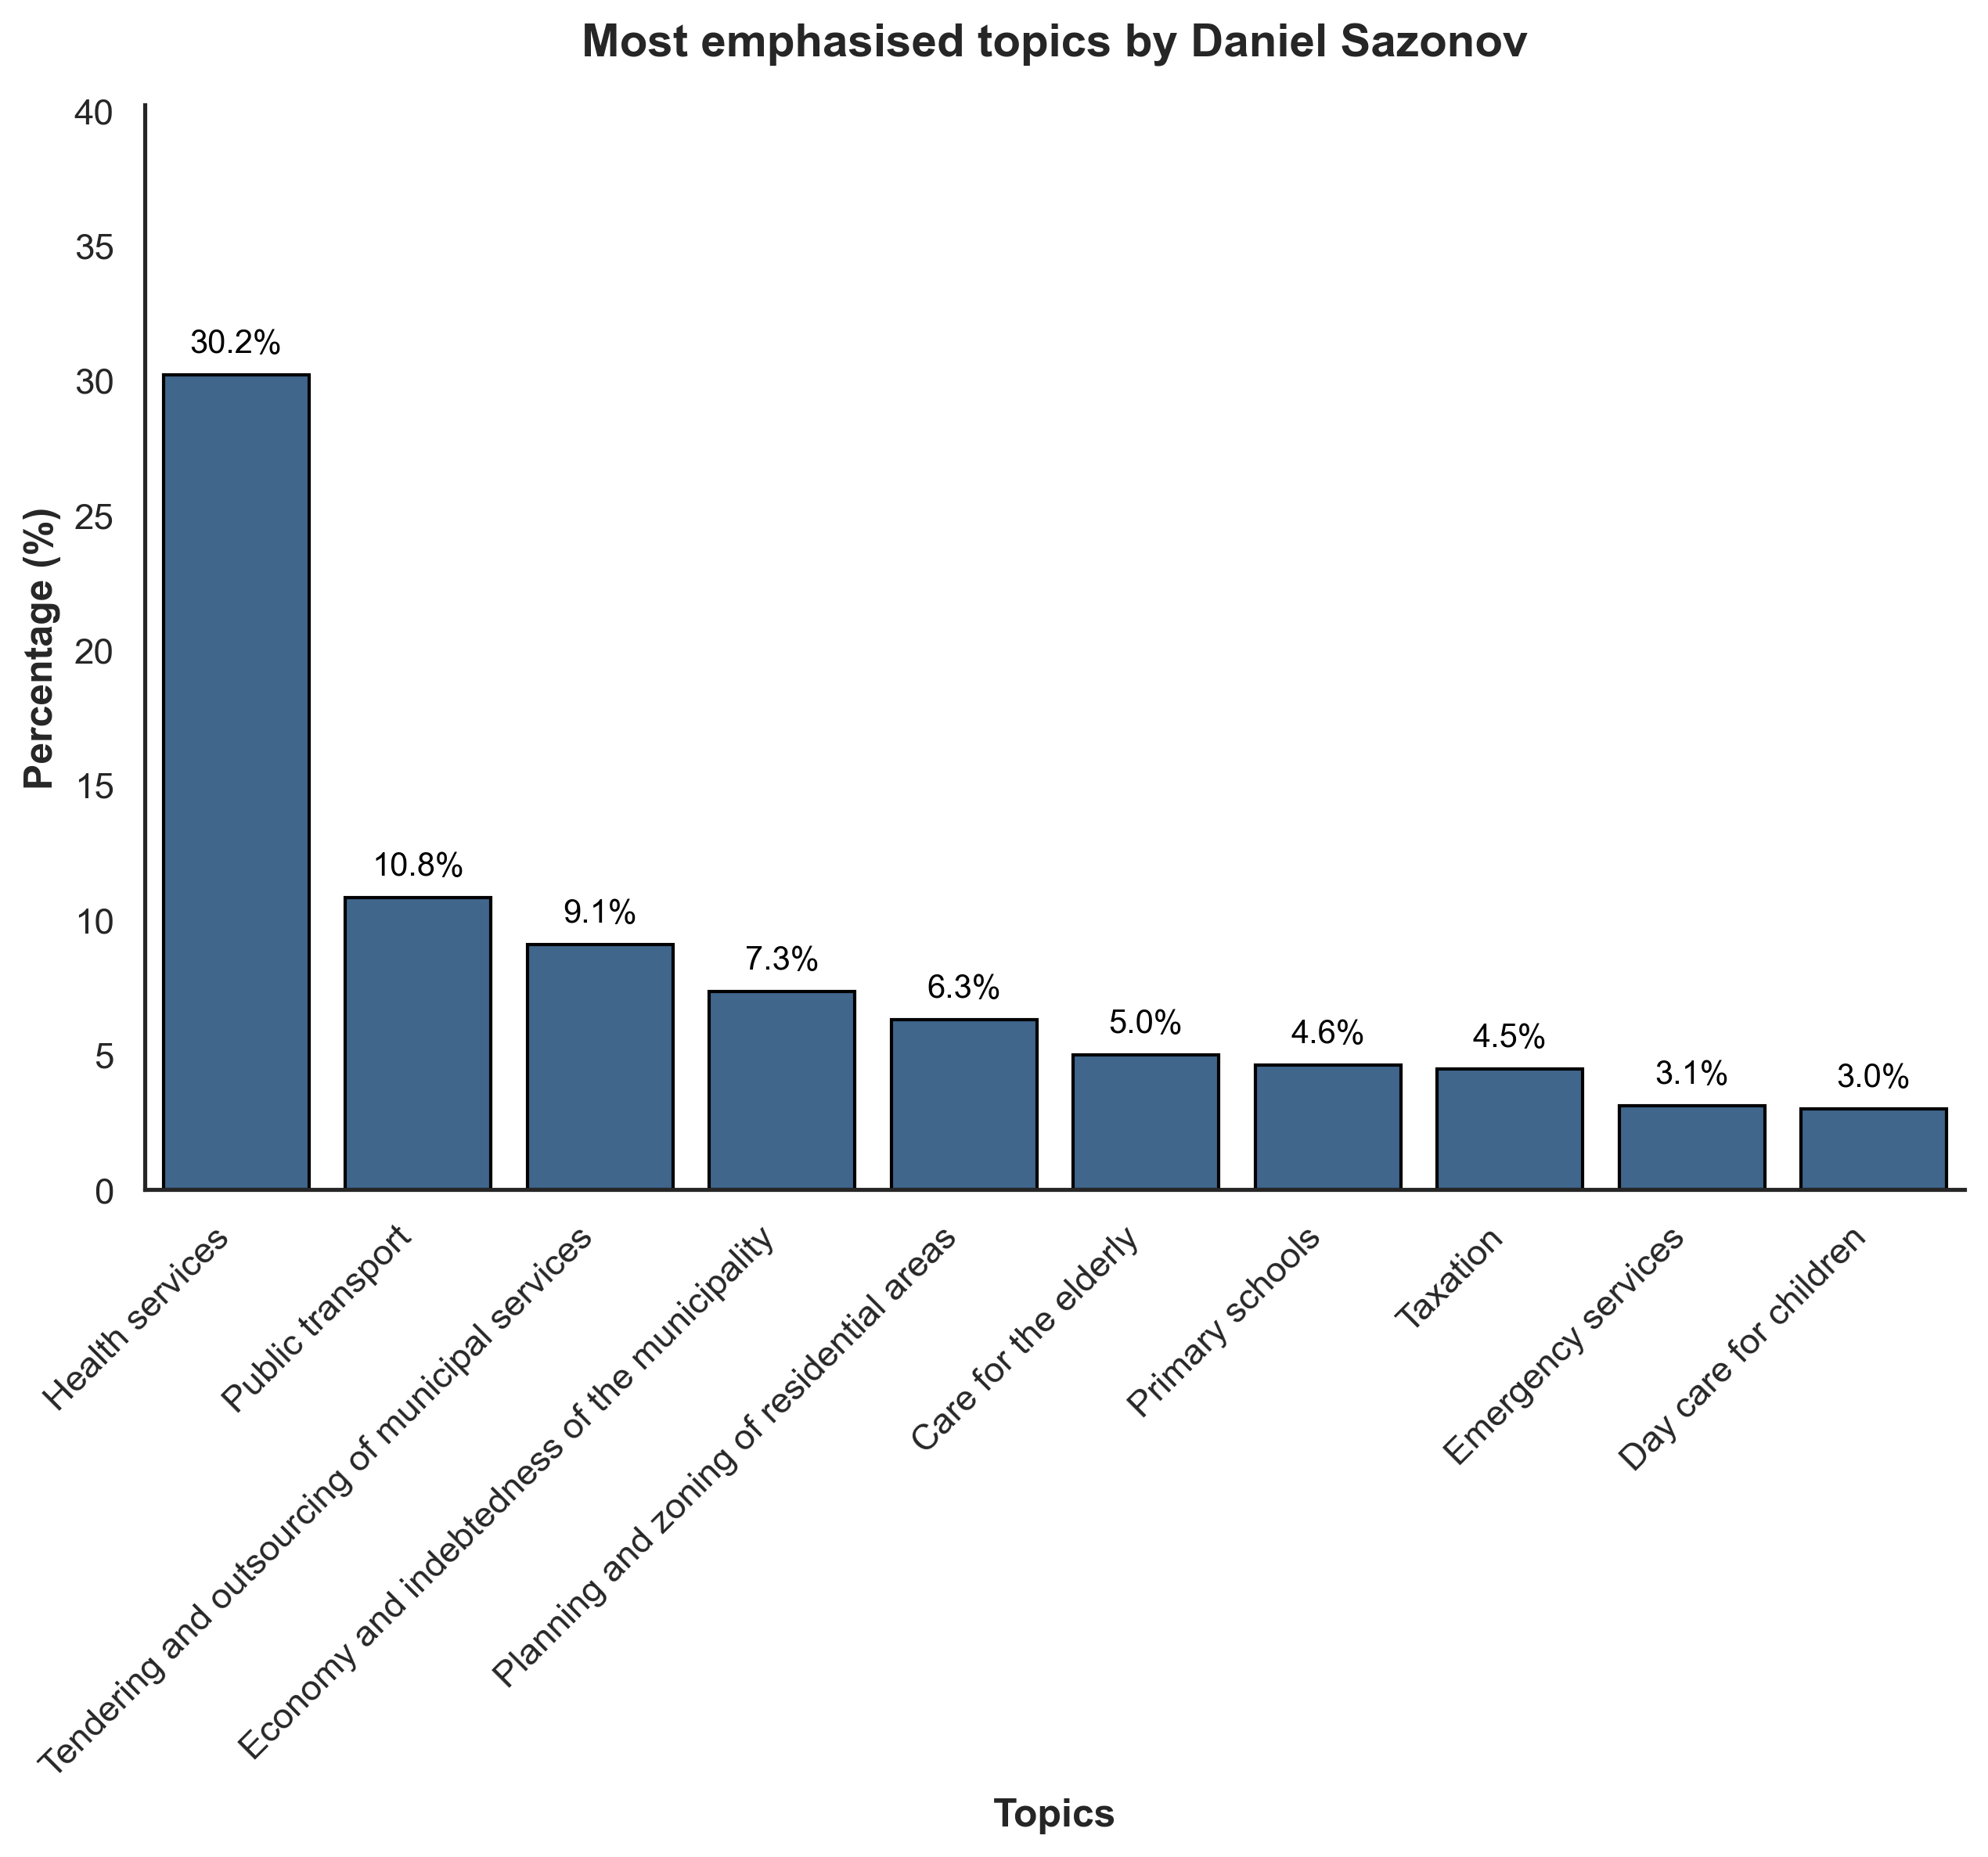 Most emphasised topics by Daniel Sazonov
Percentage (%)
40
35
30
25
20
15
10
5
0
30.2%
10.8%
9.1%
7.3%
6.3%
5.0%
4.6%
4.5%
3.1%
3.0%
Health services
Public transport
Tendering and outsourcing of municipal services
Economy and indebtedness of the municipality
Planning and zoning of residential areas
Care for the elderly
Primary schools
Taxation
Emergency services
Day care for children
Topics